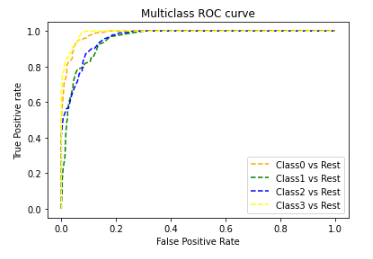 Multiclass ROC curve
True Positive rate
1.0
0.8
0.6
0.4
0.2
0.0
Class0 vs Rest
Class1 vs Rest
Class2 vs Rest
Class3 vs Rest
0.0 0.2 0.4 0.6 0.8 1.0
False Positive Rate